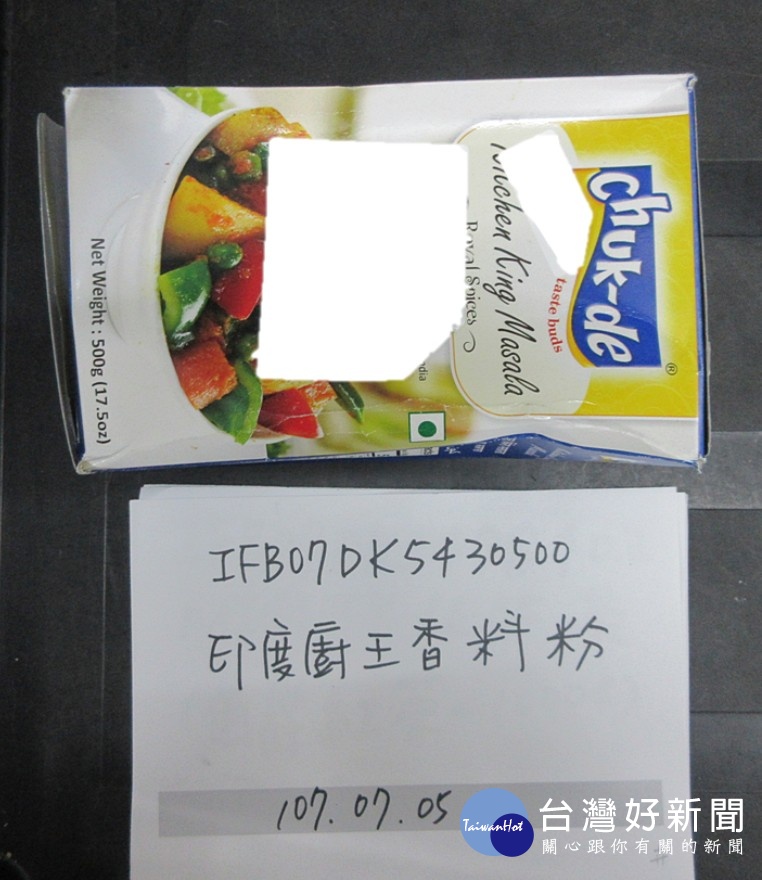 chuk-de
®
taste buds
Kitchen King Masala
Royal Spices
Net Weight : 500g (17.5oz)
IFB07DK5430500
印度廚王香料粉
107.07.05
TaiwanHot
台灣好新聞
關心跟你有關的新聞